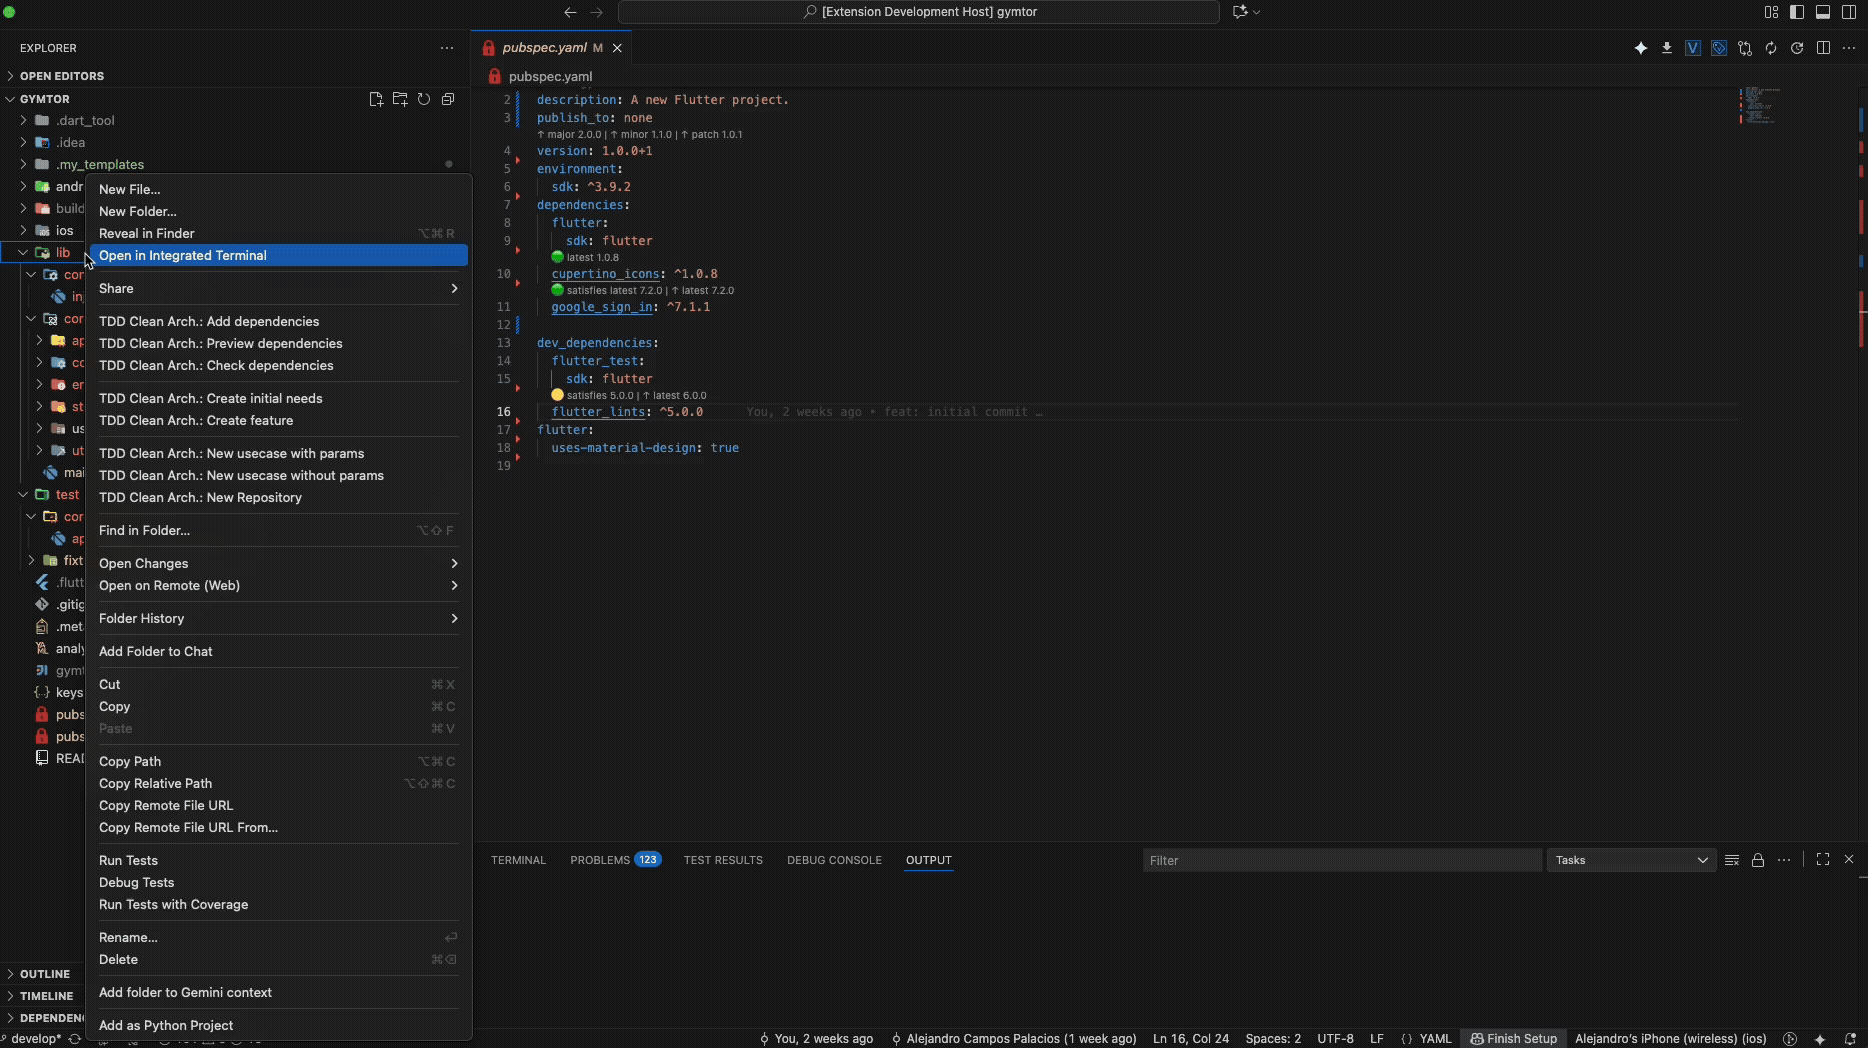 [Extension Development Host] gymtor
EXPLORER
OPEN EDITORS
GYMTOR
.dart_tool
.idea
.my_templates
andr
build
ios
lib
cor
in
cor
ap
co
er
st
us
ut
mai
test
cor
ap
fixt
.flutt
.gitig
.met
analy
gymt
keys
pubs
pubs
READ
OUTLINE
TIMELINE
DEPENDEN
New File...
New Folder...
Reveal in Finder ⌥⌘ R
Open in Integrated Terminal
Share
TDD Clean Arch.: Add dependencies
TDD Clean Arch.: Preview dependencies
TDD Clean Arch.: Check dependencies
TDD Clean Arch.: Create initial needs
TDD Clean Arch.: Create feature
TDD Clean Arch.: New usecase with params
TDD Clean Arch.: New usecase without params
TDD Clean Arch.: New Repository
Find in Folder... ⌥⇧ F
Open Changes
Open on Remote (Web)
Folder History
Add Folder to Chat
Cut ⌘ X
Copy ⌘ C
Paste ⌘ V
Copy Path ⌥⌘ C
Copy Relative Path ⌥⇧⌘ C
Copy Remote File URL
Copy Remote File URL From...
Run Tests
Debug Tests
Run Tests with Coverage
Rename... ⏎
Delete ⌘⌫
Add folder to Gemini context
Add as Python Project
pubspec.yaml M
pubspec.yaml
2 description: A new Flutter project.
3 publish_to: none
↑ major 2.0.0 | ↑ minor 1.1.0 | ↑ patch 1.0.1
4 version: 1.0.0+1
5 environment:
6 sdk: ^3.9.2
7 dependencies:
8 flutter:
9 sdk: flutter
latest 1.0.8
10 cupertino_icons: ^1.0.8
satisfies latest 7.2.0 | ↑ latest 7.2.0
11 google_sign_in: ^7.1.1
12
13 dev_dependencies:
14 flutter_test:
15 sdk: flutter
satisfies 5.0.0 | ↑ latest 6.0.0
16 flutter_lints: ^5.0.0 You, 2 weeks ago • feat: initial commit …
17 flutter:
18 uses-material-design: true
19
TERMINAL PROBLEMS 123 TEST RESULTS DEBUG CONSOLE OUTPUT Filter Tasks
develop* You, 2 weeks ago Alejandro Campos Palacios (1 week ago) Ln 16, Col 24 Spaces: 2 UTF-8 LF {} YAML Finish Setup Alejandro's iPhone (wireless) (ios)